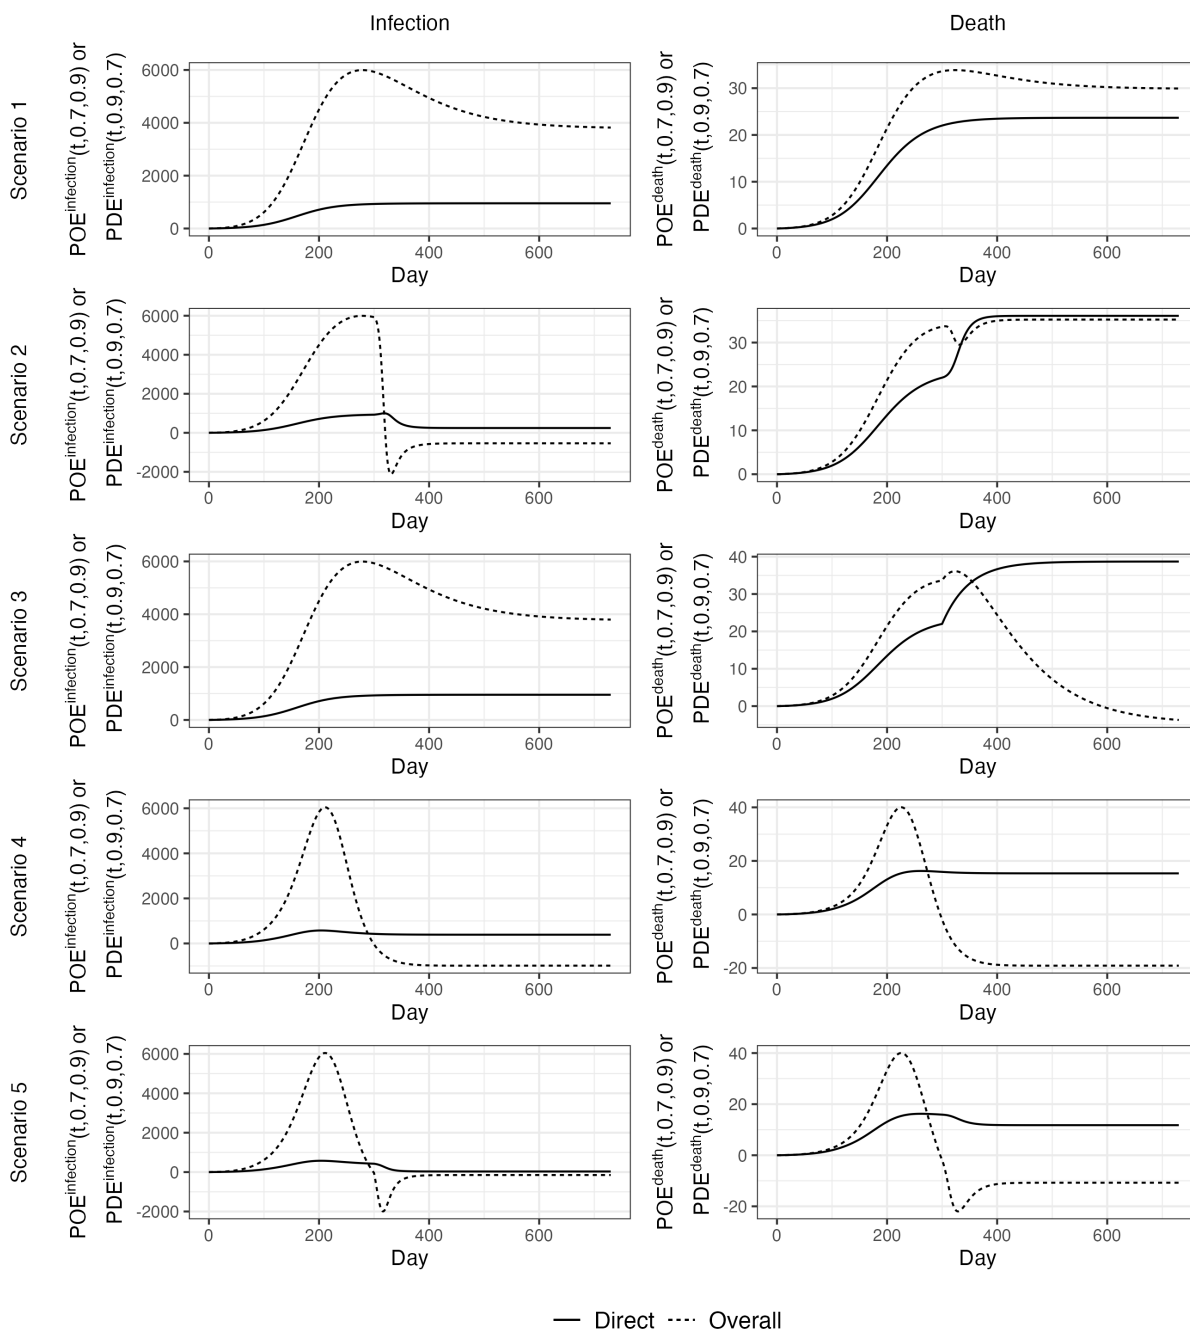 Infection
Death
Scenario 1
POE^infection(t,0.7,0.9) or
PDE^infection(t,0.9,0.7)
6000
4000
2000
0
0 200 400 600
Day
POE^death(t,0.7,0.9) or
PDE^death(t,0.9,0.7)
30
20
10
0
0 200 400 600
Day
Scenario 2
POE^infection(t,0.7,0.9) or
PDE^infection(t,0.9,0.7)
6000
4000
2000
0
-2000
0 200 400 600
Day
POE^death(t,0.7,0.9) or
PDE^death(t,0.9,0.7)
30
20
10
0
0 200 400 600
Day
Scenario 3
POE^infection(t,0.7,0.9) or
PDE^infection(t,0.9,0.7)
6000
4000
2000
0
0 200 400 600
Day
POE^death(t,0.7,0.9) or
PDE^death(t,0.9,0.7)
40
30
20
10
0
0 200 400 600
Day
Scenario 4
POE^infection(t,0.7,0.9) or
PDE^infection(t,0.9,0.7)
6000
4000
2000
0
0 200 400 600
Day
POE^death(t,0.7,0.9) or
PDE^death(t,0.9,0.7)
40
20
0
-20
0 200 400 600
Day
Scenario 5
POE^infection(t,0.7,0.9) or
PDE^infection(t,0.9,0.7)
6000
4000
2000
0
-2000
0 200 400 600
Day
POE^death(t,0.7,0.9) or
PDE^death(t,0.9,0.7)
40
20
0
-20
0 200 400 600
Day
Direct Overall